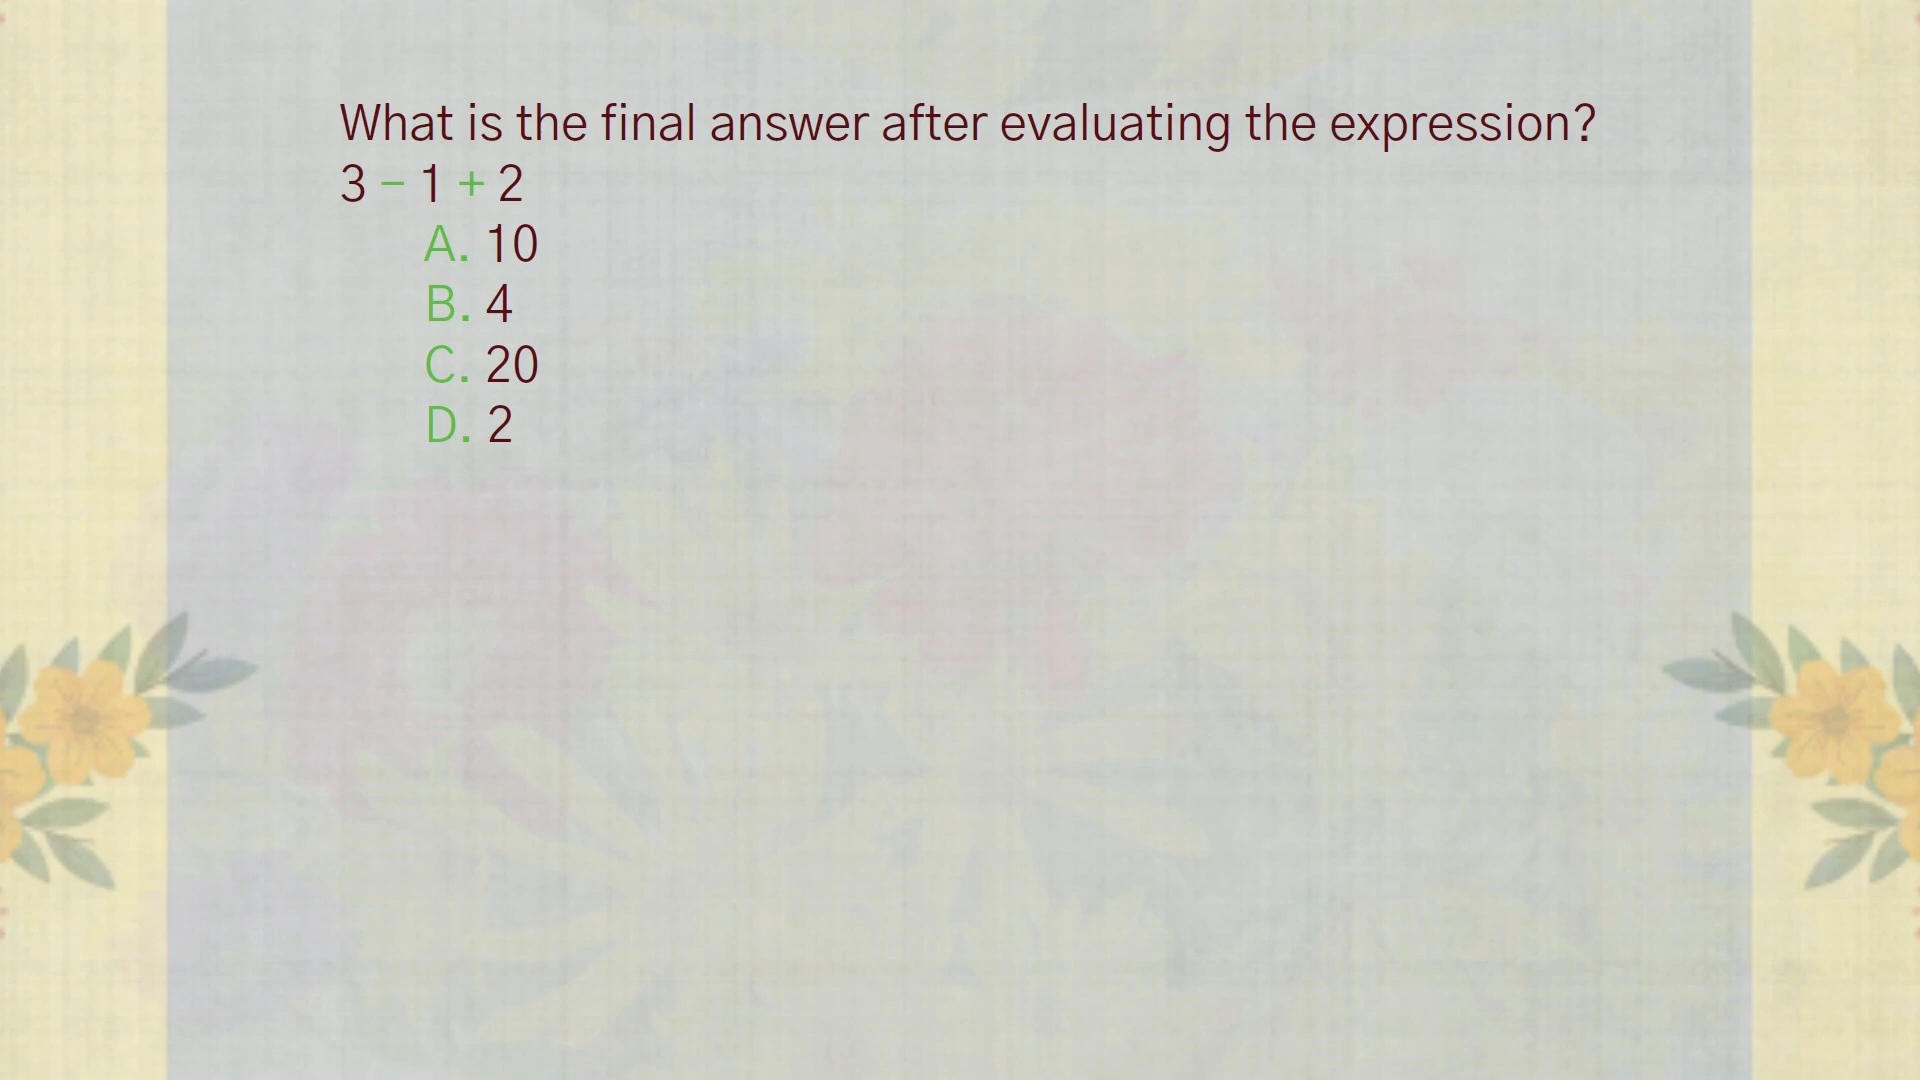 What is the final answer after evaluating the expression?
3 − 1 + 2
A. 10
B. 4
C. 20
D. 2